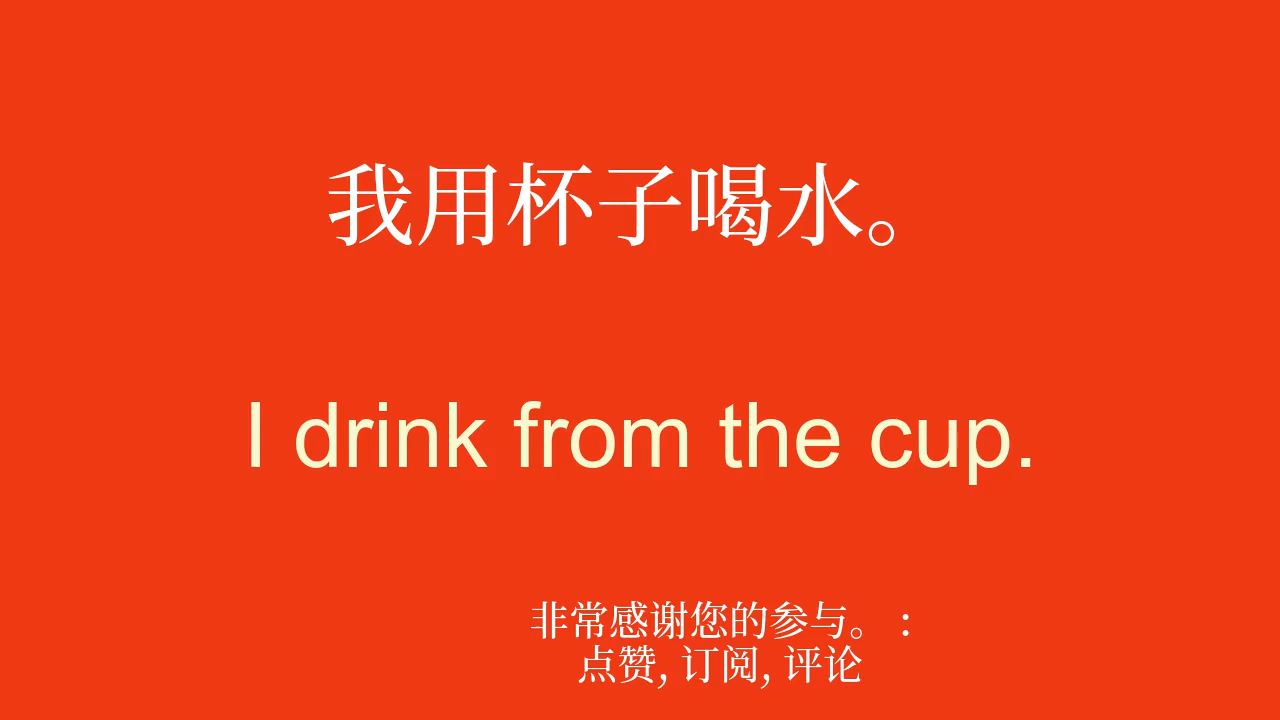 我用杯子喝水。
I drink from the cup.
非常感谢您的参与。 :
点赞, 订阅, 评论